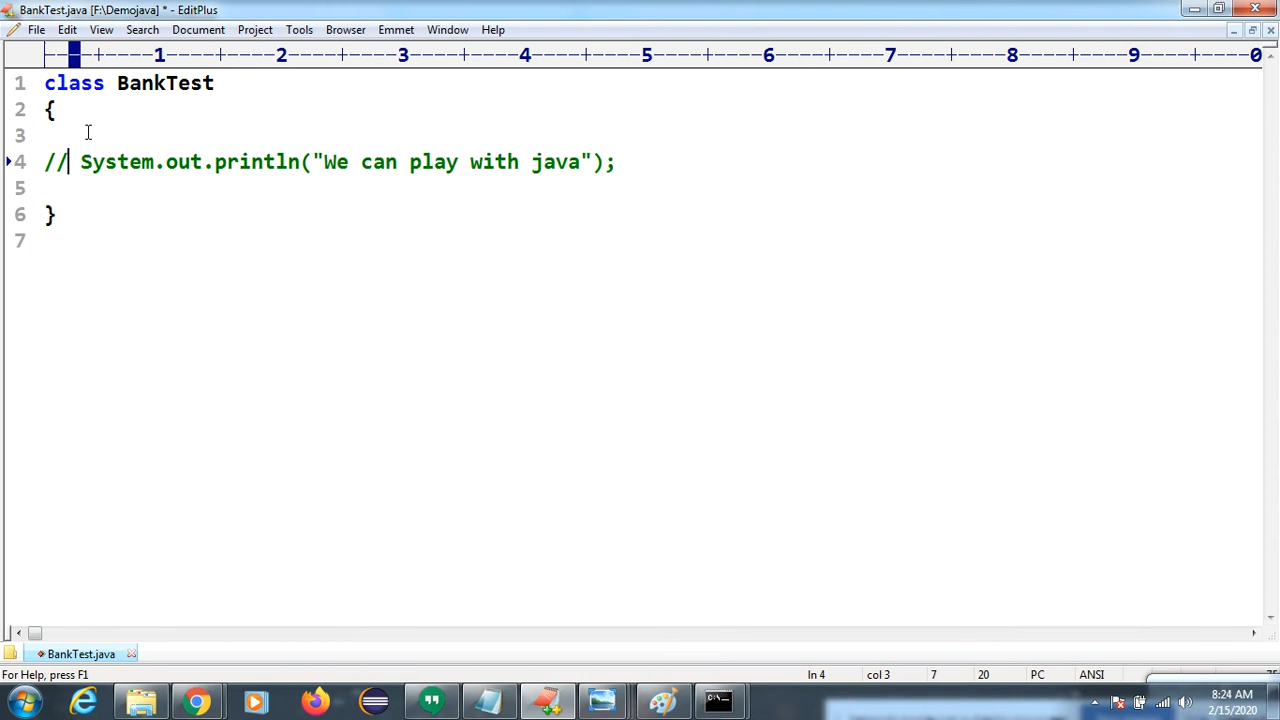 BankTest.java [F:\Demojava] * - EditPlus
File Edit View Search Document Project Tools Browser Emmet Window Help
----+----1----+----2----+----3----+----4----+----5----+----6----+----7----+----8----+----9----+----0
1 class BankTest
2 {
3
4 // System.out.println("We can play with java");
5
6 }
7
BankTest.java
For Help, press F1 ln 4 col 3 7 20 PC ANSI
8:24 AM
2/15/2020